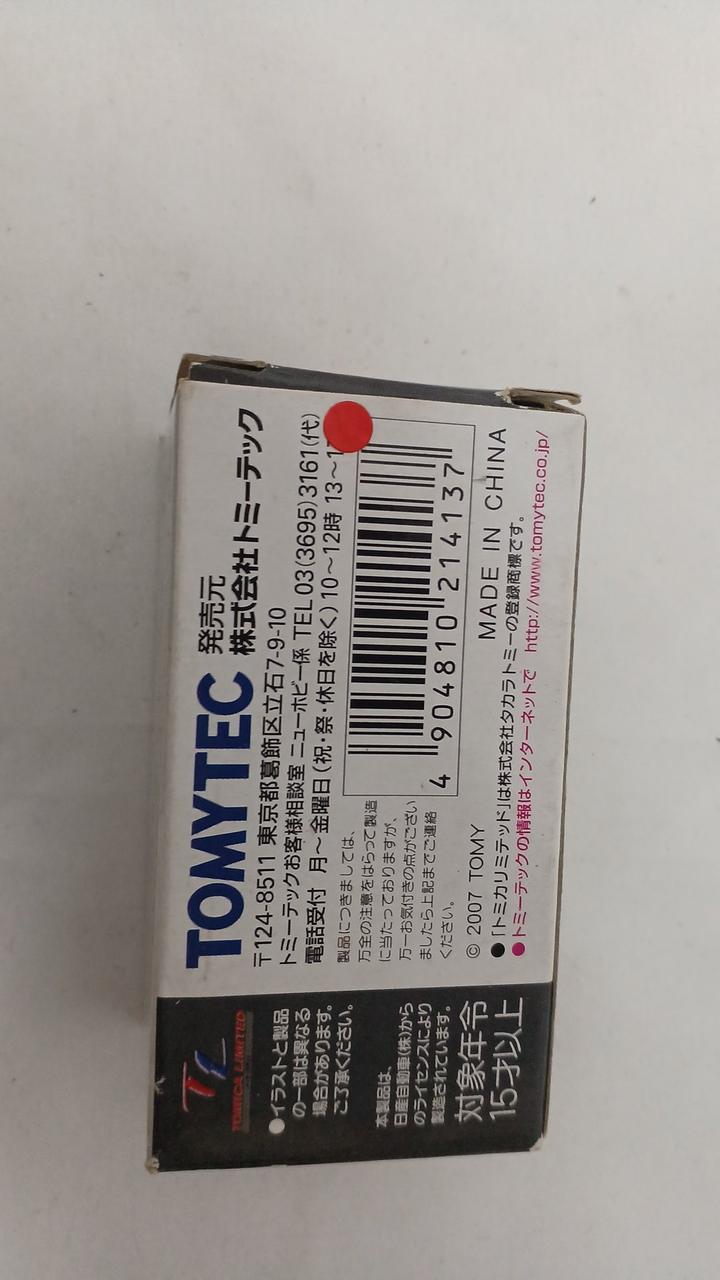 TOMYTEC
発売元
株式会社トミーテック
〒124-8511 東京都葛飾区立石7-9-10
トミーテックお客様相談室 ニューホビー係 TEL 03(3695)3161(代)
電話受付 月〜金曜日(祝・祭・休日を除く)10〜12時 13〜1
製品につきましては、
万全の注意をはらって製造
に当たっておりますが、
万一お気付きの点がござい
ましたら上記までご連絡
ください。
4 904810 214137
© 2007 TOMY
MADE IN CHINA
●「トミカリミテッド」は株式会社タカラトミーの登録商標です。
●トミーテックの情報はインターネットで http://www.tomytec.co.jp/
TL
TOMICA LIMITED
●イラストと製品
の一部は異なる
場合があります。
ご了承ください。
本製品は、
日産自動車(株)から
のライセンスにより
製造されています。
対象年令
15才以上